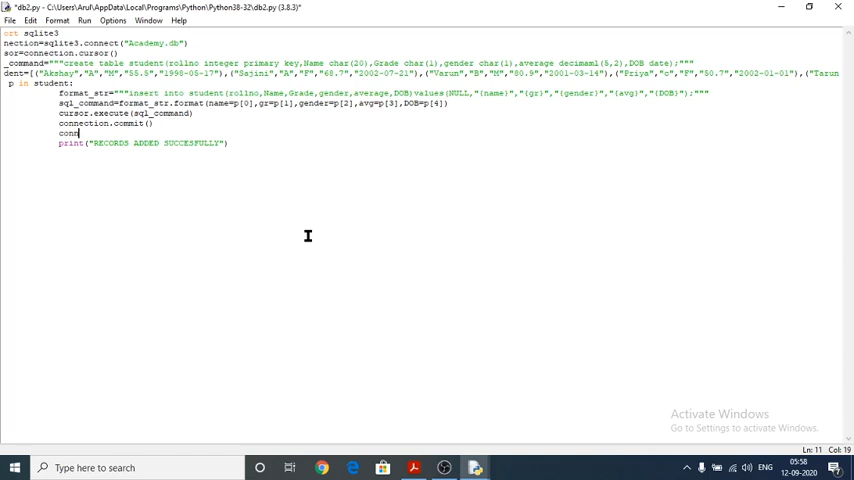 *db2.py - C:\Users\Arul\AppData\Local\Programs\Python\Python38-32\db2.py (3.8.3)*
File Edit Format Run Options Window Help
ort sqlite3
nection=sqlite3.connect("Academy.db")
sor=connection.cursor()
_command="""create table student(rollno integer primary key,Name char(20),Grade char(1),gender char(1),average decimaml(5,2),DOB date);"""
dent=[("Akshay","A","M","55.5","1998-05-17"),("Sajini","A","F","68.7","2002-07-21"),("Varun","B","M","80.9","2001-03-14"),("Priya","c","F","50.7","2002-01-01"),("Tarun
p in student:
format_str="""insert into student(rollno,Name,Grade,gender,average,DOB)values(NULL,"{name}","{gr}","{gender}","{avg}","{DOB}");"""
sql_command=format_str.format(name=p[0],gr=p[1],gender=p[2],avg=p[3],DOB=p[4])
cursor.execute(sql_command)
connection.commit()
conn
print("RECORDS ADDED SUCCESFULLY")
Activate Windows
Go to Settings to activate Windows.
Ln: 11 Col: 19
Type here to search
ENG
05:58
12-09-2020